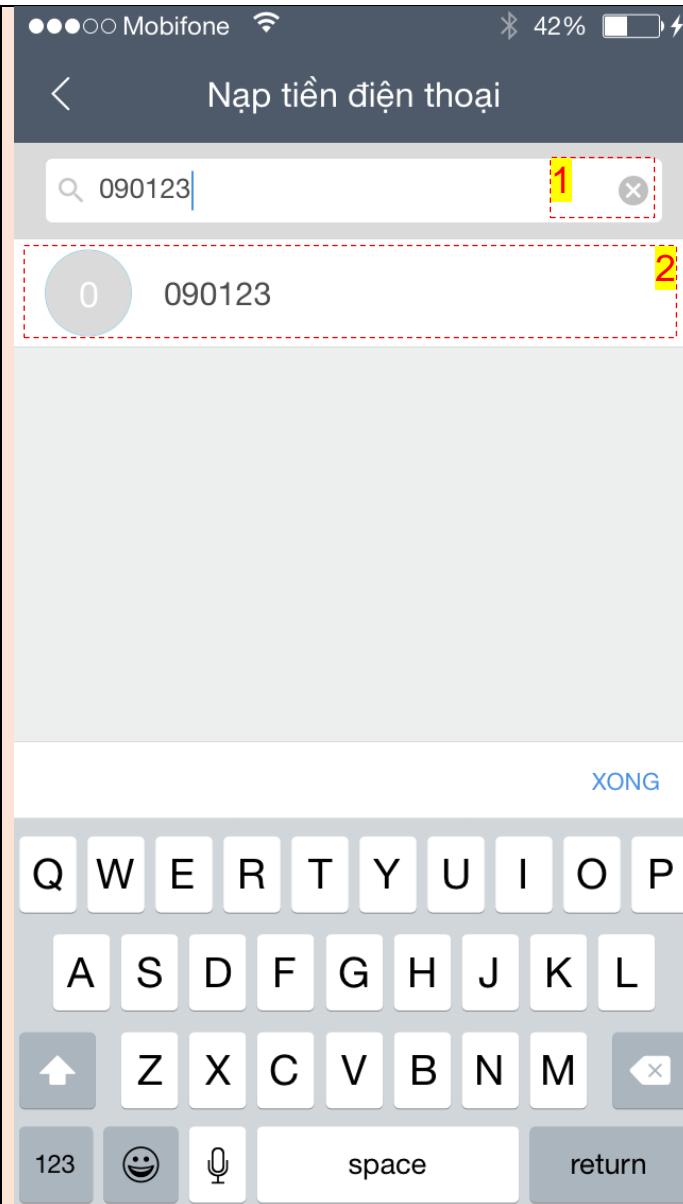 Mobifone 42%
Nạp tiền điện thoại
090123 1
2
0 090123
XONG
Q W E R T Y U I O P
A S D F G H J K L
Z X C V B N M
123 space return